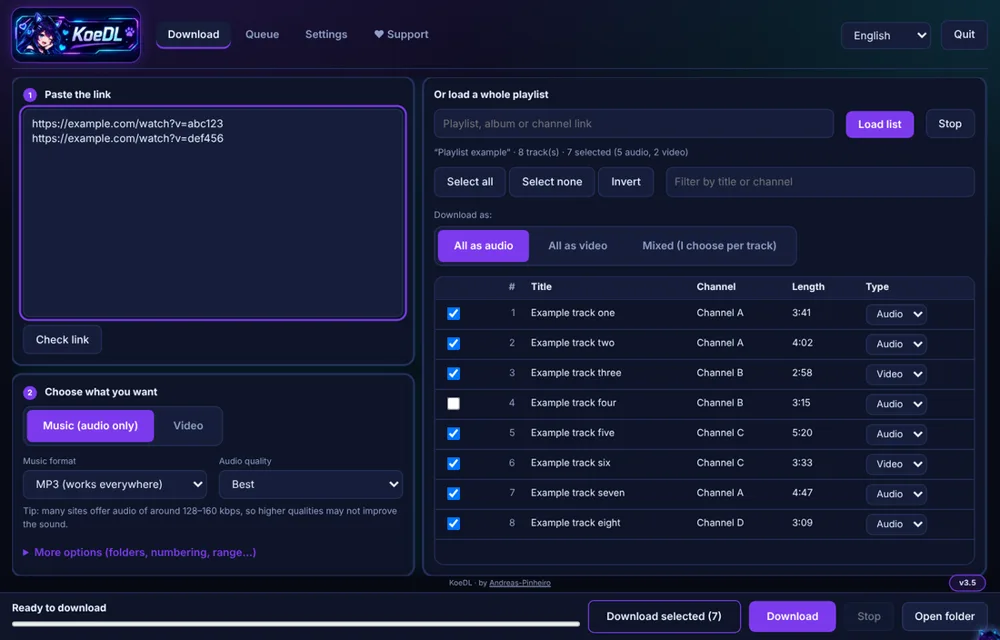 KoeDL
Download
Queue
Settings
♥ Support
English
Quit
1 Paste the link
https://example.com/watch?v=abc123
https://example.com/watch?v=def456
Check link
2 Choose what you want
Music (audio only)
Video
Music format
Audio quality
MP3 (works everywhere)
Best
Tip: many sites offer audio of around 128–160 kbps, so higher qualities may not improve
the sound.
More options (folders, numbering, range...)
Or load a whole playlist
Playlist, album or channel link
Load list
Stop
"Playlist example" · 8 track(s) · 7 selected (5 audio, 2 video)
Select all
Select none
Invert
Filter by title or channel
Download as:
All as audio
All as video
Mixed (I choose per track)
# Title Channel Length Type
1 Example track one Channel A 3:41 Audio
2 Example track two Channel A 4:02 Audio
3 Example track three Channel B 2:58 Video
4 Example track four Channel B 3:15 Audio
5 Example track five Channel C 5:20 Audio
6 Example track six Channel C 3:33 Video
7 Example track seven Channel A 4:47 Audio
8 Example track eight Channel D 3:09 Audio
KoeDL · by Andreas-Pinheiro
v3.5
Ready to download
Download selected (7)
Download
Stop
Open folder